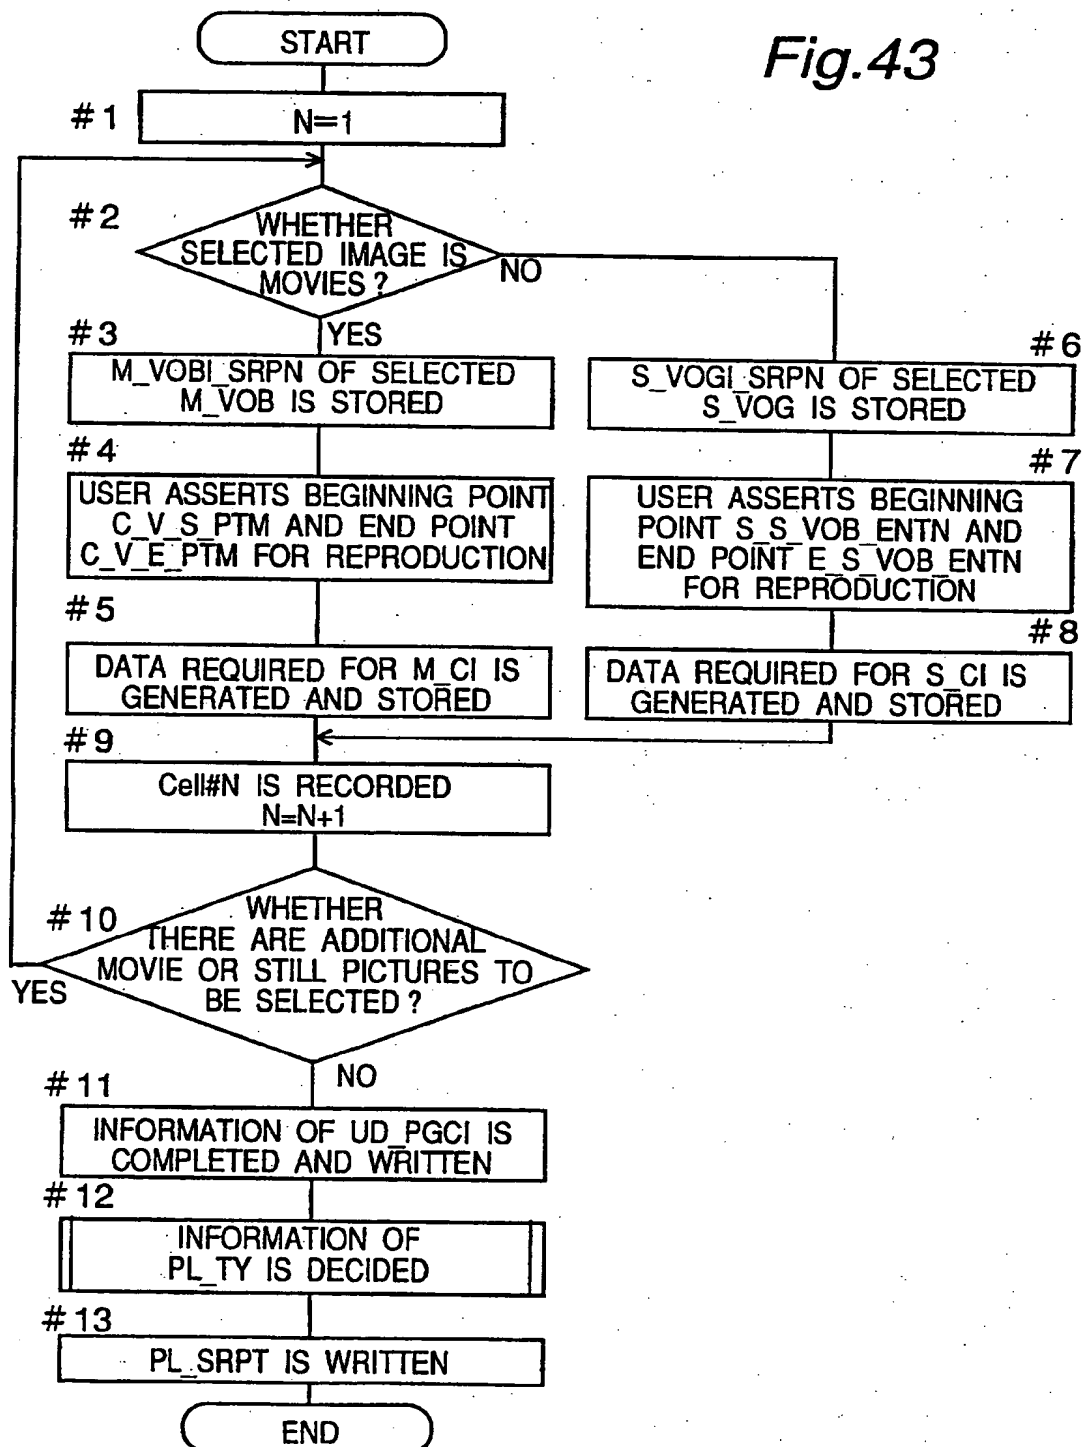 Fig.43
START
#1
N=1
#2
WHETHER
SELECTED IMAGE IS
MOVIES?
NO
YES
#3
M_VOBI_SRPN OF SELECTED
M_VOB IS STORED
#4
USER ASSERTS BEGINNING POINT
C_V_S_PTM AND END POINT
C_V_E_PTM FOR REPRODUCTION
#5
DATA REQUIRED FOR M_CI IS
GENERATED AND STORED
#6
S_VOGI_SRPN OF SELECTED
S_VOG IS STORED
#7
USER ASSERTS BEGINNING
POINT S_S_VOB_ENTN AND
END POINT E_S_VOB_ENTN
FOR REPRODUCTION
#8
DATA REQUIRED FOR S_CI IS
GENERATED AND STORED
#9
Cell#N IS RECORDED
N=N+1
#10
WHETHER
THERE ARE ADDITIONAL
MOVIE OR STILL PICTURES TO
BE SELECTED?
YES
NO
#11
INFORMATION OF UD_PGCI IS
COMPLETED AND WRITTEN
#12
INFORMATION OF
PL_TY IS DECIDED
#13
PL_SRPT IS WRITTEN
END